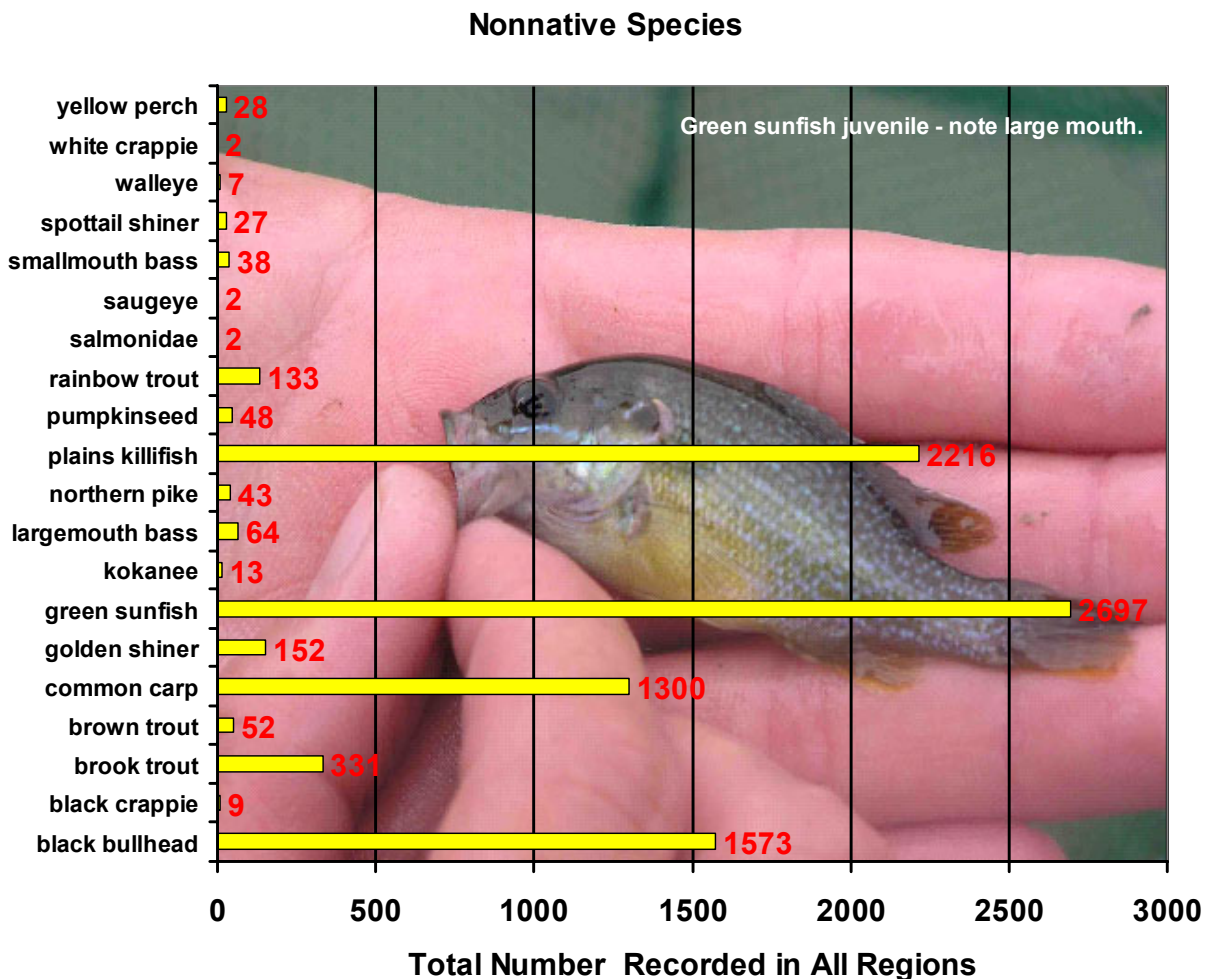 Nonnative Species
Green sunfish juvenile - note large mouth.
yellow perch 28
white crappie 2
walleye 7
spottail shiner 27
smallmouth bass 38
saugeye 2
salmonidae 2
rainbow trout 133
pumpkinseed 48
plains killifish 2216
northern pike 43
largemouth bass 64
kokanee 13
green sunfish 2697
golden shiner 152
common carp 1300
brown trout 52
brook trout 331
black crappie 9
black bullhead 1573
0 500 1000 1500 2000 2500 3000
Total Number Recorded in All Regions